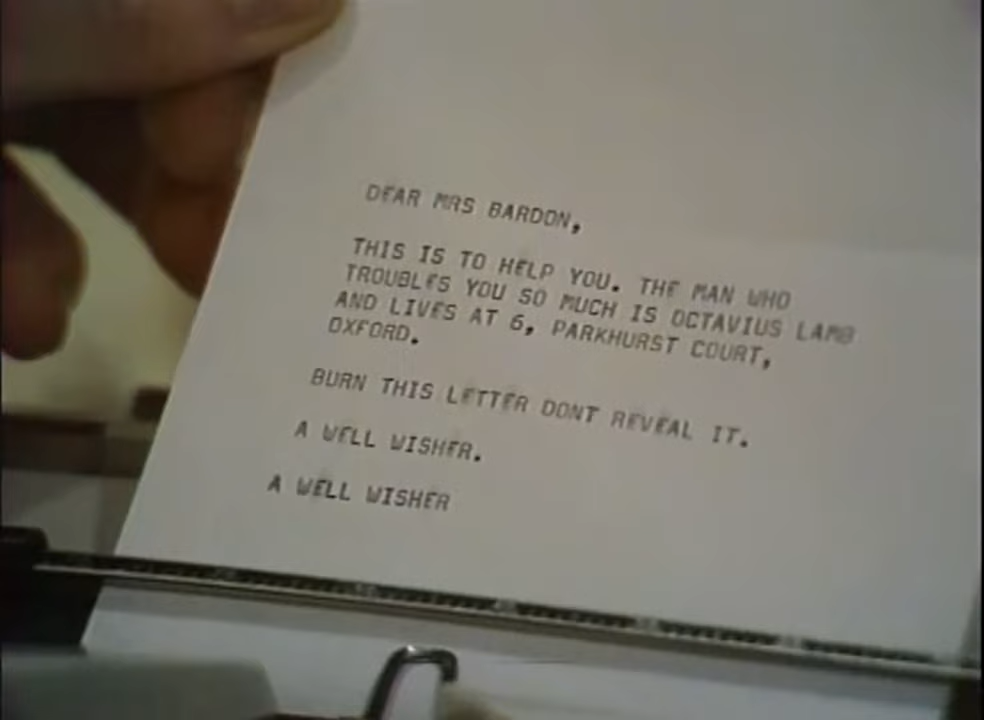 DEAR MRS BARDON,
THIS IS TO HELP YOU. THE MAN WHO
TROUBLES YOU SO MUCH IS OCTAVIUS LAMB
AND LIVES AT 6, PARKHURST COURT,
OXFORD.
BURN THIS LETTER DONT REVEAL IT.
A WELL WISHER.
A WELL WISHER